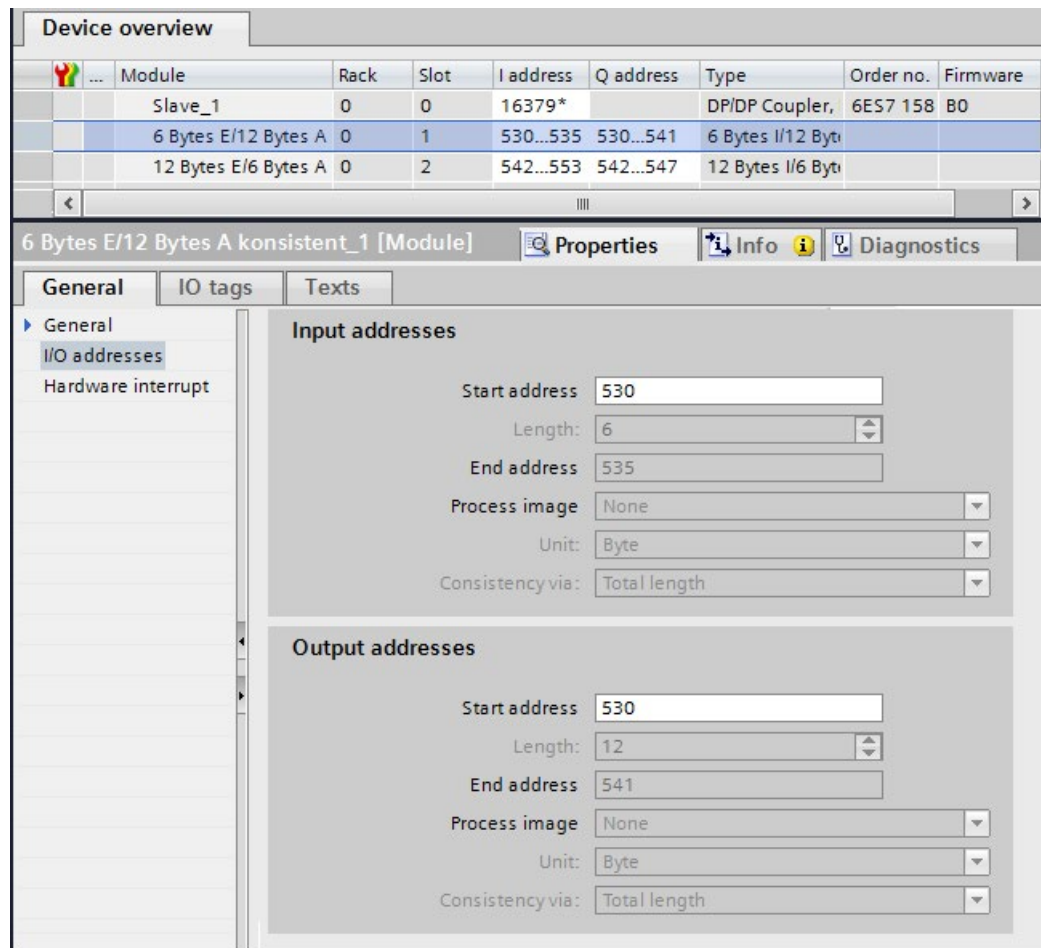 Device overview
... Module Rack Slot I address Q address Type Order no. Firmware
Slave_1 0 0 16379* DP/DP Coupler, 6ES7 158 B0
6 Bytes E/12 Bytes A 0 1 530...535 530...541 6 Bytes I/12 Byt
12 Bytes E/6 Bytes A 0 2 542...553 542...547 12 Bytes I/6 Byt
6 Bytes E/12 Bytes A konsistent_1 [Module] Properties Info Diagnostics
General IO tags Texts
General
I/O addresses
Hardware interrupt
Input addresses
Start address 530
Length: 6
End address 535
Process image None
Unit: Byte
Consistency via: Total length
Output addresses
Start address 530
Length: 12
End address 541
Process image None
Unit: Byte
Consistency via: Total length